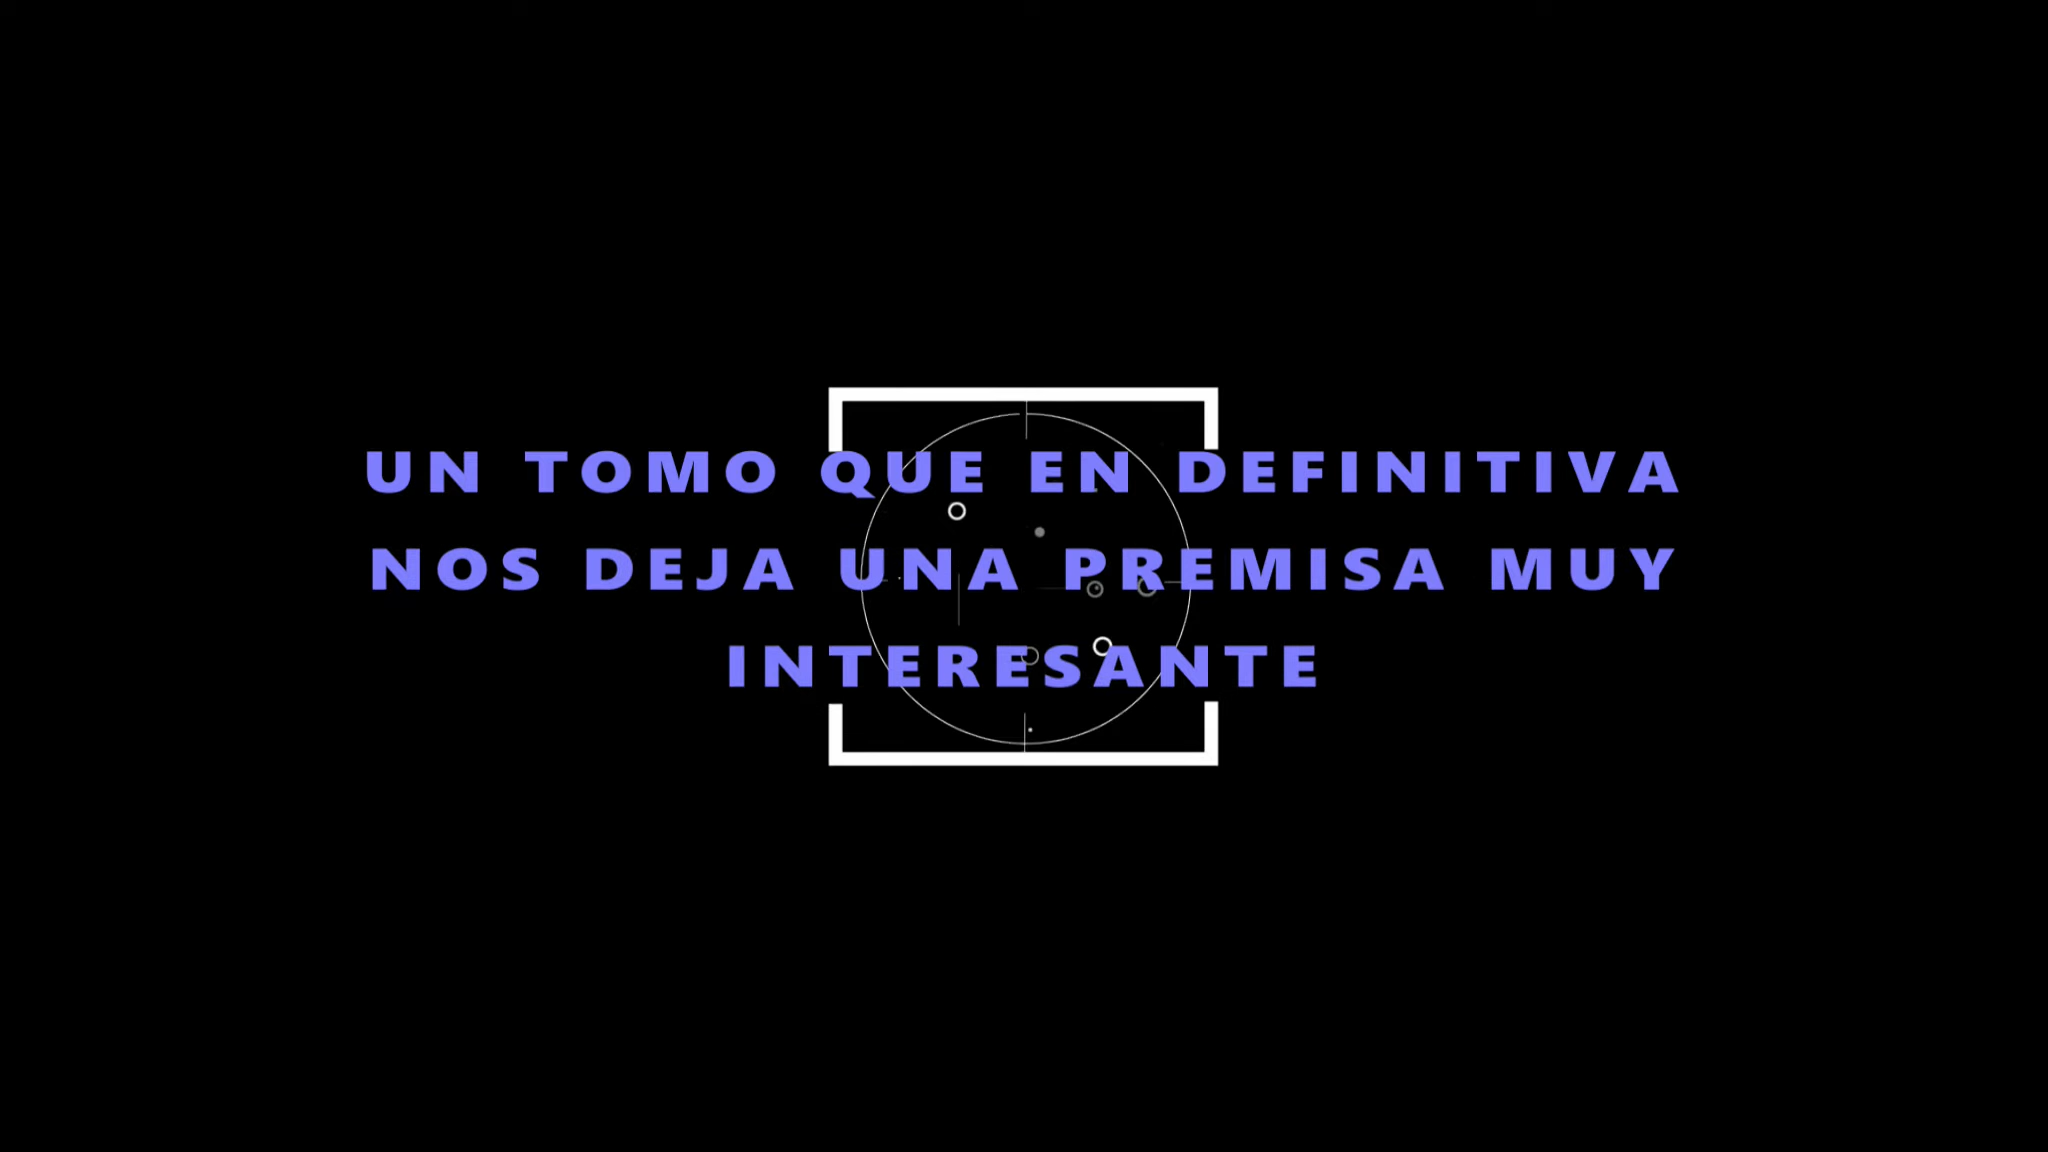 UN TOMO QUE EN DEFINITIVA
NOS DEJA UNA PREMISA MUY
INTERESANTE